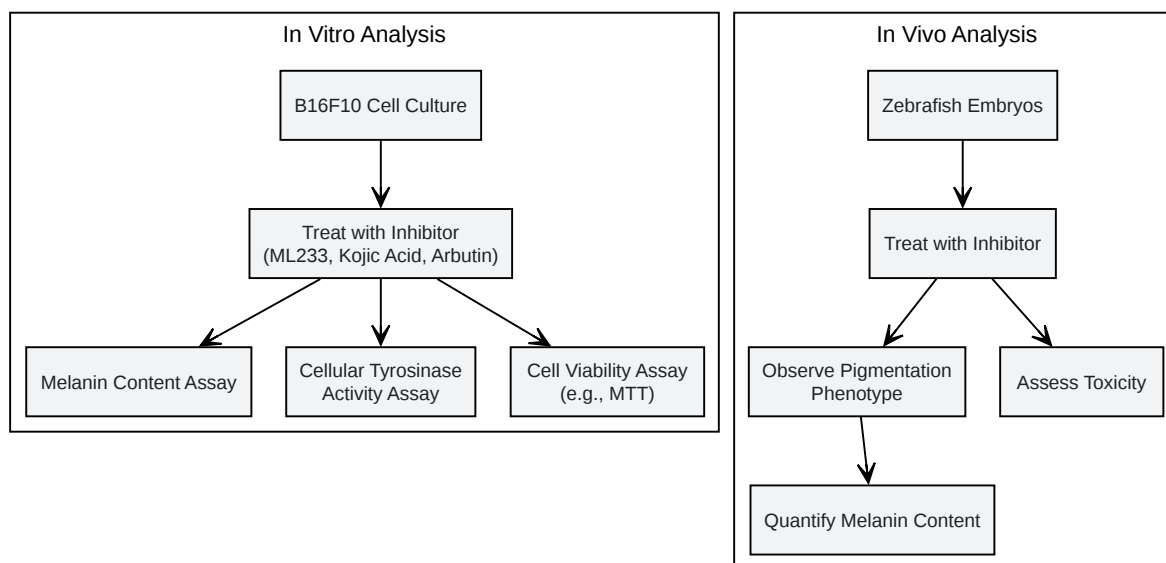 In Vitro Analysis
B16F10 Cell Culture
Treat with Inhibitor
(ML233, Kojic Acid, Arbutin)
Melanin Content Assay
Cellular Tyrosinase
Activity Assay
Cell Viability Assay
(e.g., MTT)
In Vivo Analysis
Zebrafish Embryos
Treat with Inhibitor
Observe Pigmentation
Phenotype
Assess Toxicity
Quantify Melanin Content